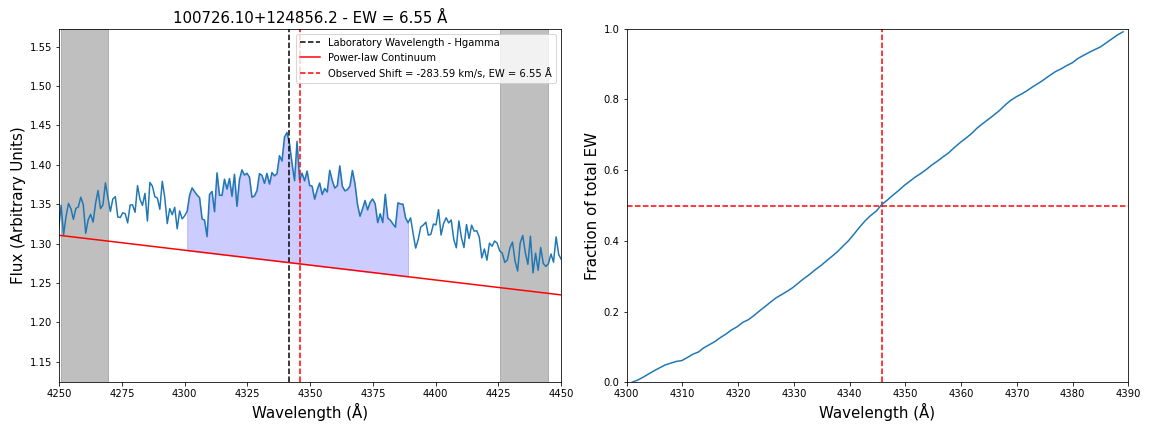 100726.10+124856.2 - EW = 6.55 Å
Laboratory Wavelength - Hgamma
Power-law Continuum
Observed Shift = -283.59 km/s, EW = 6.55 Å
Flux (Arbitrary Units)
1.55
1.50
1.45
1.40
1.35
1.30
1.25
1.20
1.15
4250 4275 4300 4325 4350 4375 4400 4425 4450
Wavelength (Å)
Fraction of total EW
1.0
0.8
0.6
0.4
0.2
0.0
4300 4310 4320 4330 4340 4350 4360 4370 4380 4390
Wavelength (Å)